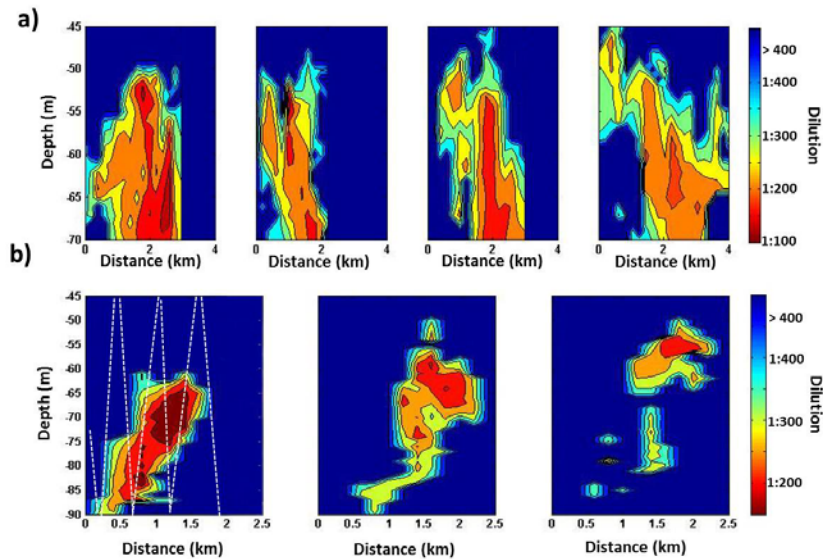 a)
-45
-50
-55
-60
-65
-70
Depth (m)
0 2 4
Distance (km)
0 2 4
Distance (km)
0 2 4
Distance (km)
0 2 4
Distance (km)
> 400
1:400
1:300
1:200
1:100
Dilution
b)
-45
-50
-55
-60
-65
-70
-75
-80
-85
-90
Depth (m)
0 0.5 1 1.5 2 2.5
Distance (km)
0 0.5 1 1.5 2 2.5
Distance (km)
0 0.5 1 1.5 2 2.5
Distance (km)
> 400
1:400
1:300
1:200
Dilution